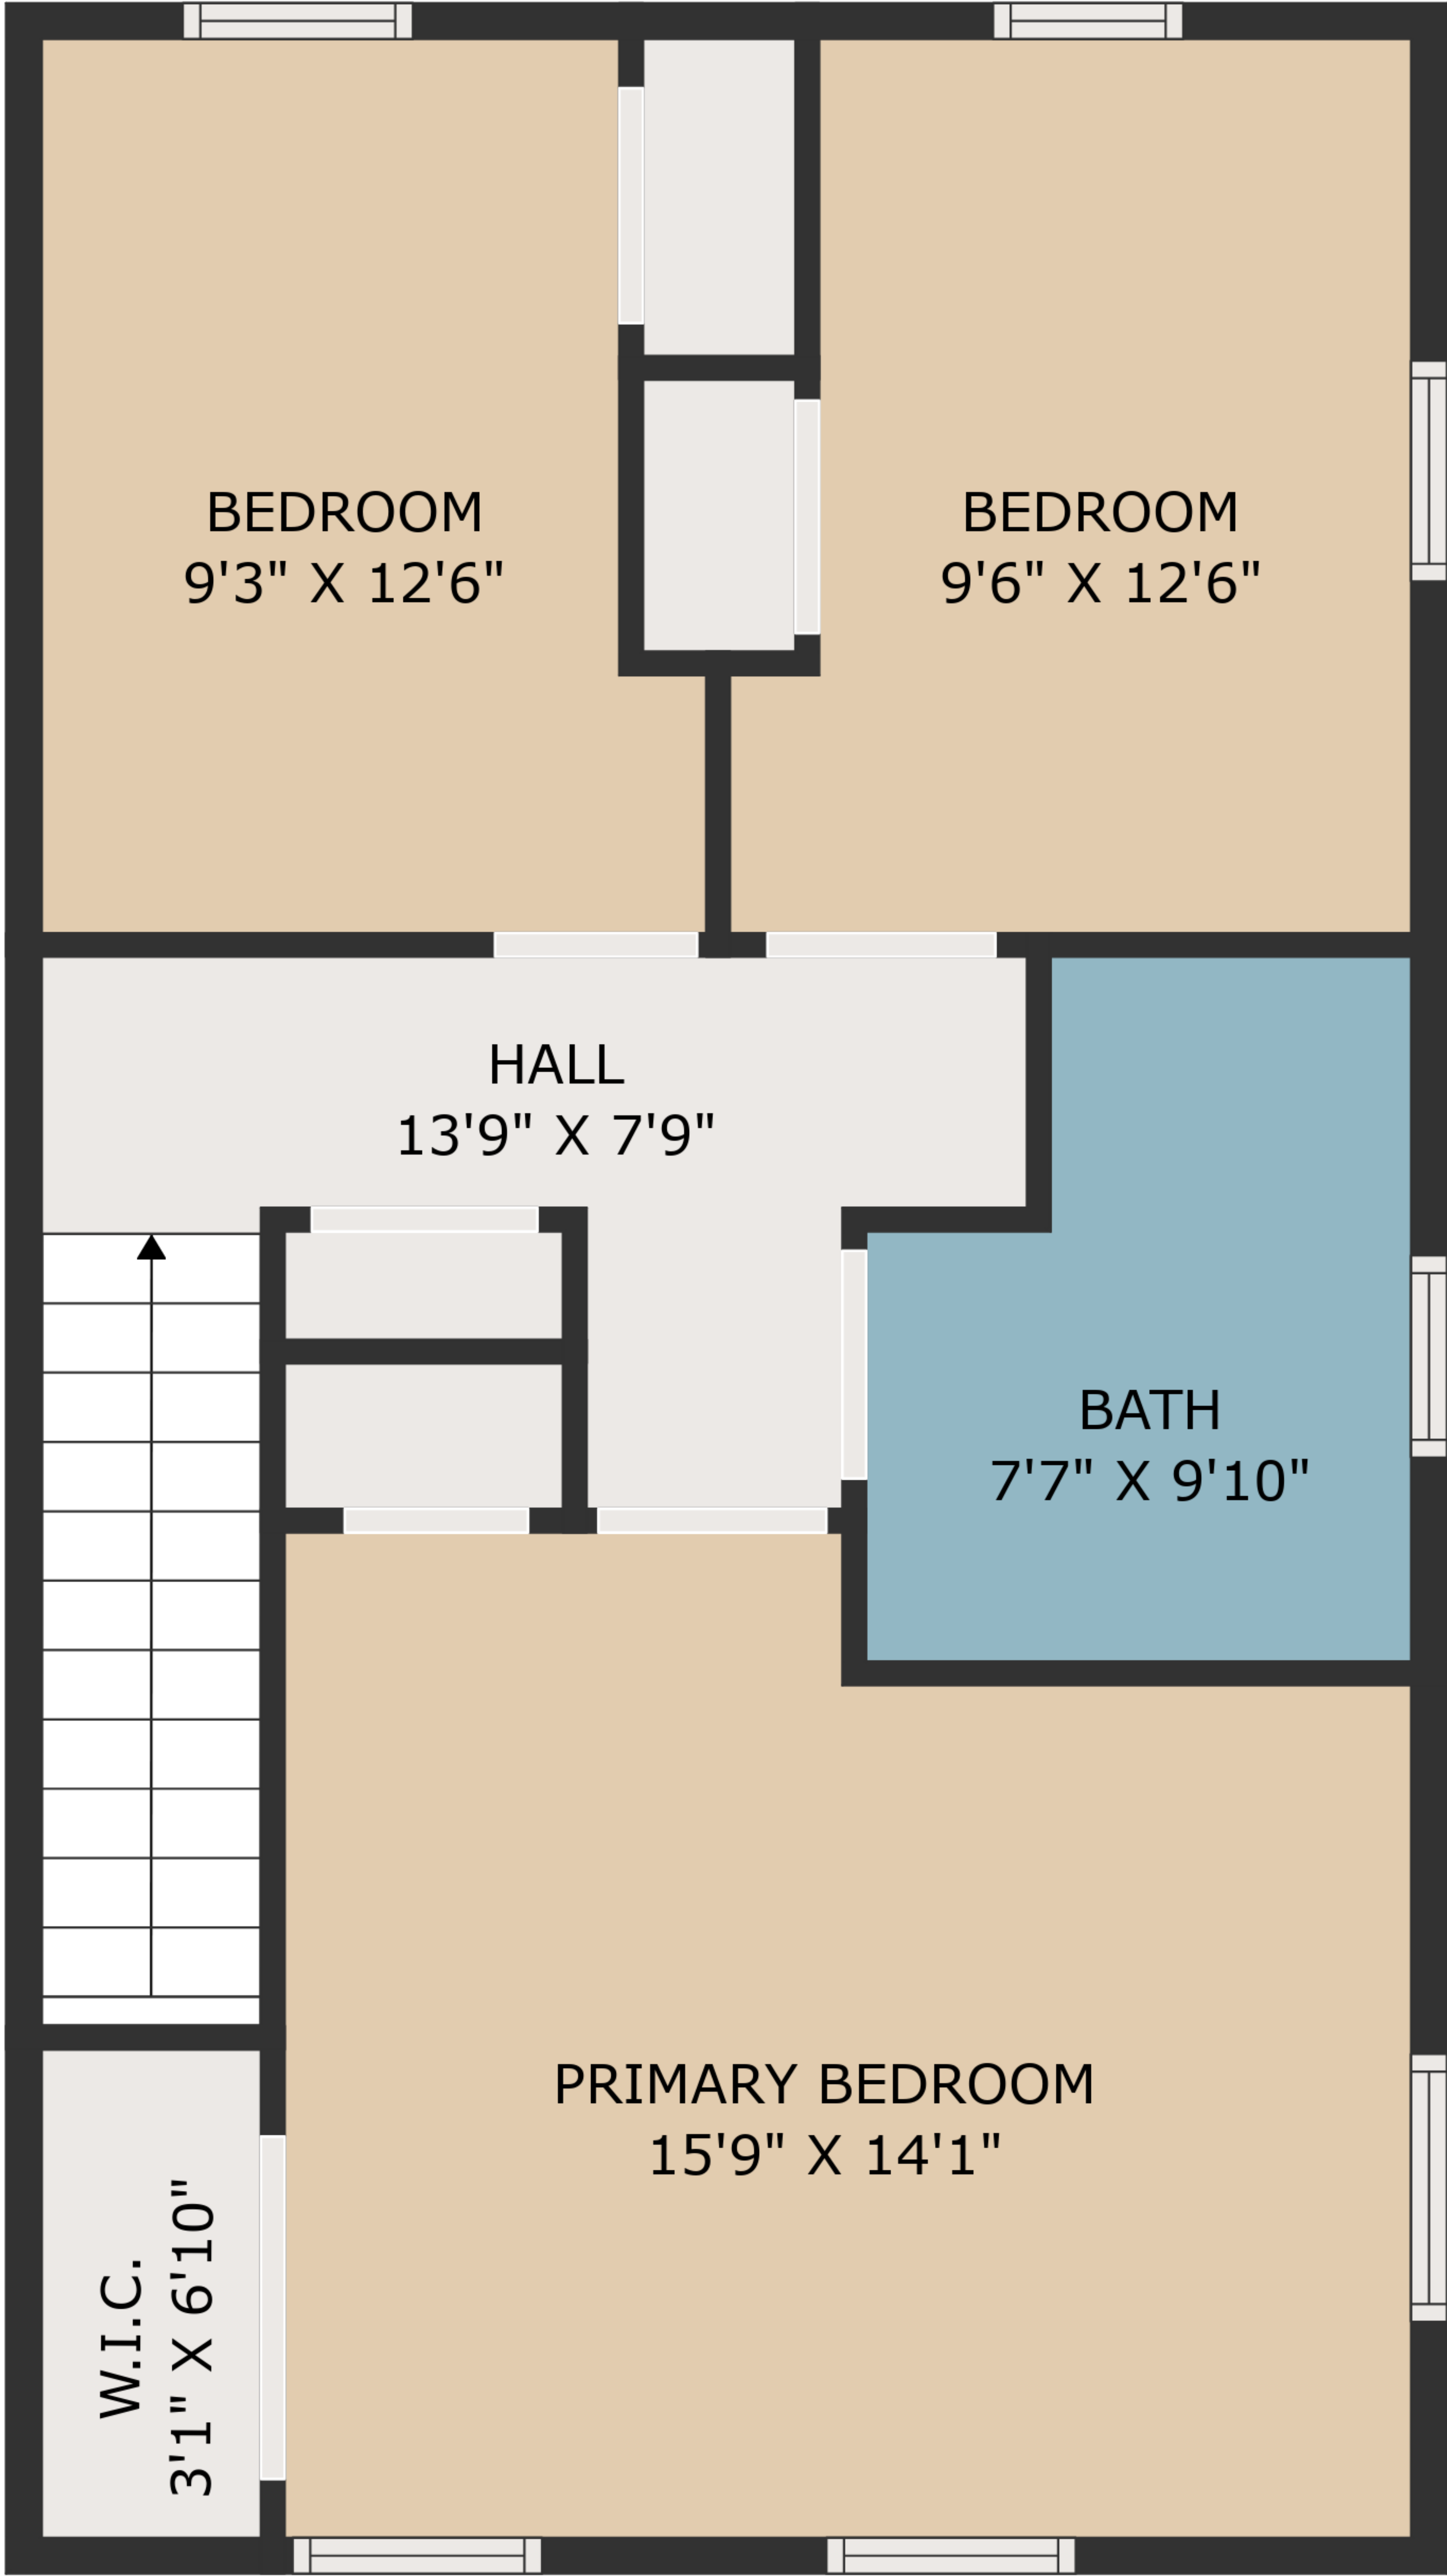 BEDROOM
9'3" X 12'6"
BEDROOM
9'6" X 12'6"
HALL
13'9" X 7'9"
BATH
7'7" X 9'10"
PRIMARY BEDROOM
15'9" X 14'1"
W.I.C.
3'1" X 6'10"